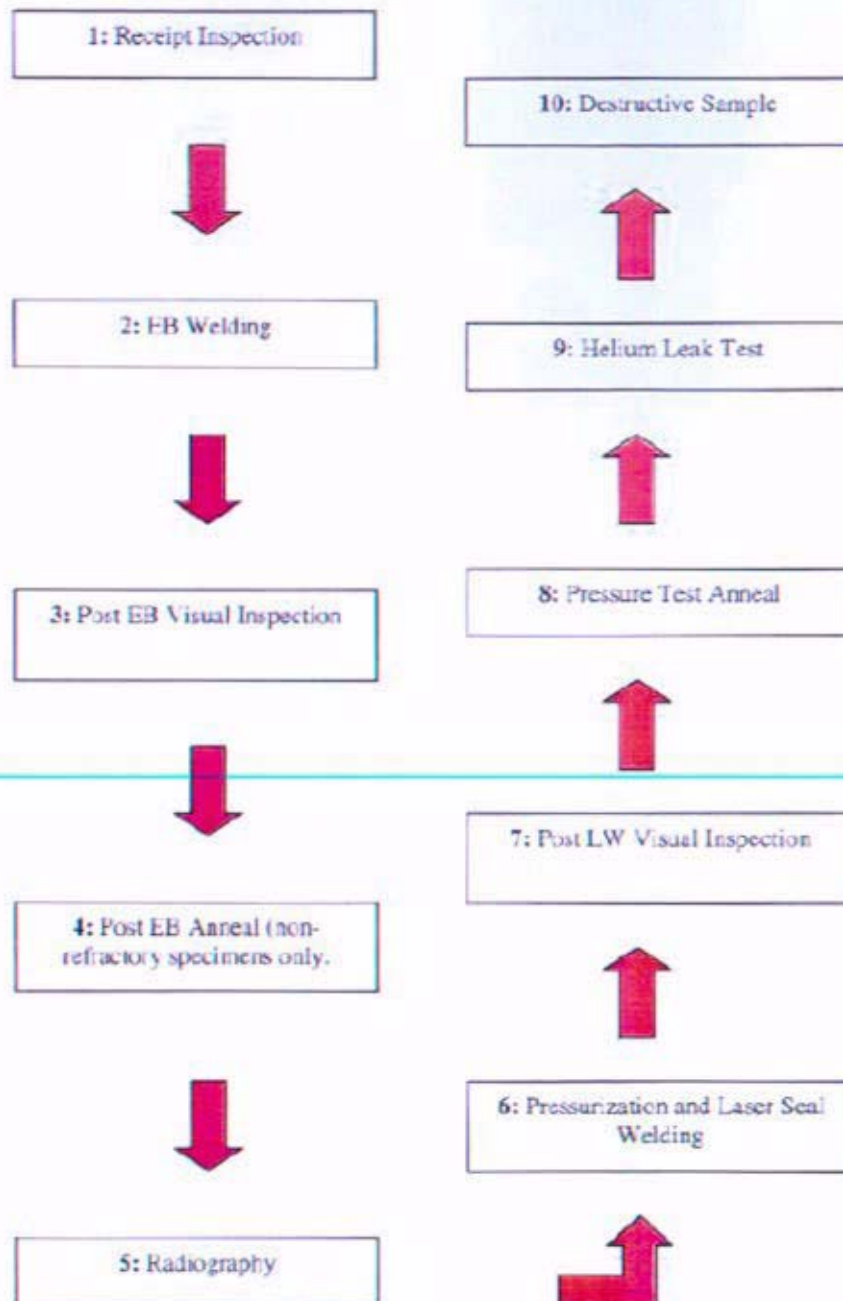 1: Receipt Inspection
2: EB Welding
3: Post EB Visual Inspection
4: Post EB Anneal (non-
refractory specimens only.
5: Radiography
6: Pressurization and Laser Seal
Welding
7: Post LW Visual Inspection
8: Pressure Test Anneal
9: Helium Leak Test
10: Destructive Sample